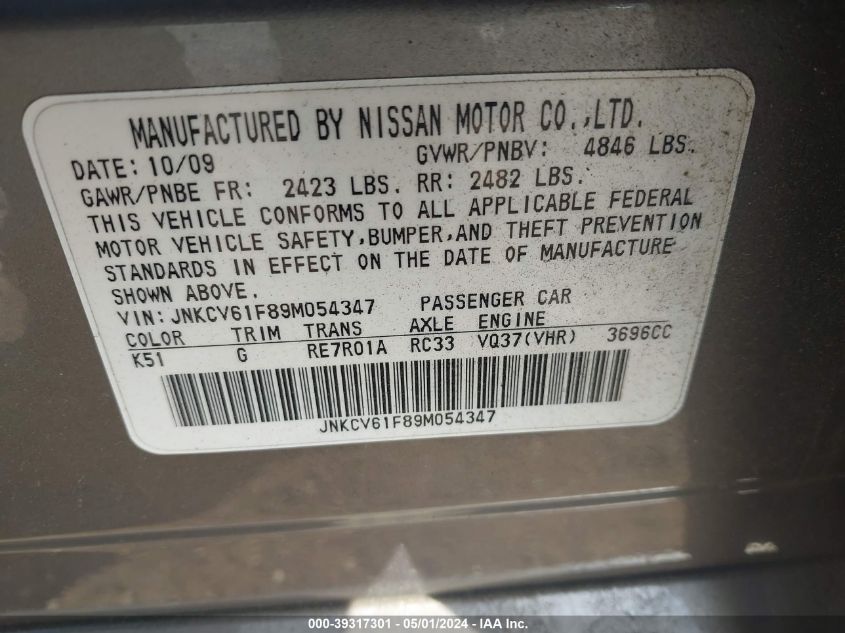 MANUFACTURED BY NISSAN MOTOR CO.,LTD.
DATE: 10/09 GVWR/PNBV: 4846 LBS.
GAWR/PNBE FR: 2423 LBS. RR: 2482 LBS.
THIS VEHICLE CONFORMS TO ALL APPLICABLE FEDERAL
MOTOR VEHICLE SAFETY,BUMPER,AND THEFT PREVENTION
STANDARDS IN EFFECT ON THE DATE OF MANUFACTURE
SHOWN ABOVE.
VIN: JNKCV61F89M054347 PASSENGER CAR
COLOR TRIM TRANS AXLE ENGINE
K51 G RE7R01A RC33 VQ37(VHR) 3696CC
JNKCV61F89M054347
000-39317301 - 05/01/2024 - IAA Inc.